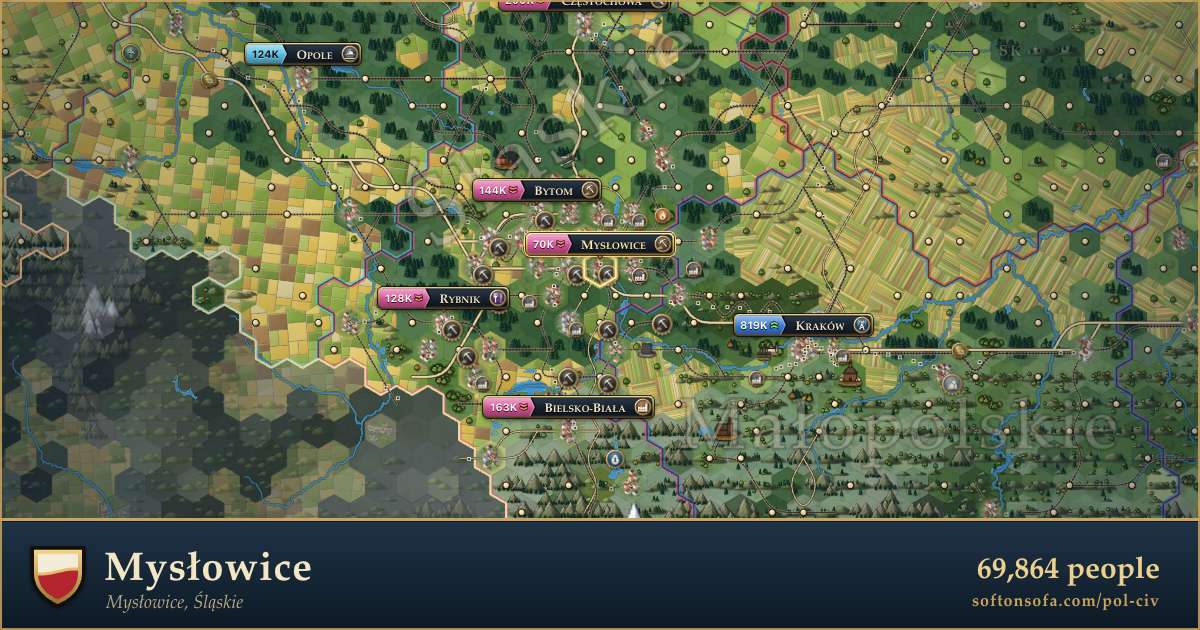 CZĘSTOCHOWA
124K OPOLE
Śląskie
144K BYTOM
70K MYSŁOWICE
128K RYBNIK
819K KRAKÓW
163K BIELSKO-BIAŁA
Małopolskie
Mysłowice
Mysłowice, Śląskie
69,864 people
softonsofa.com/pol-civ